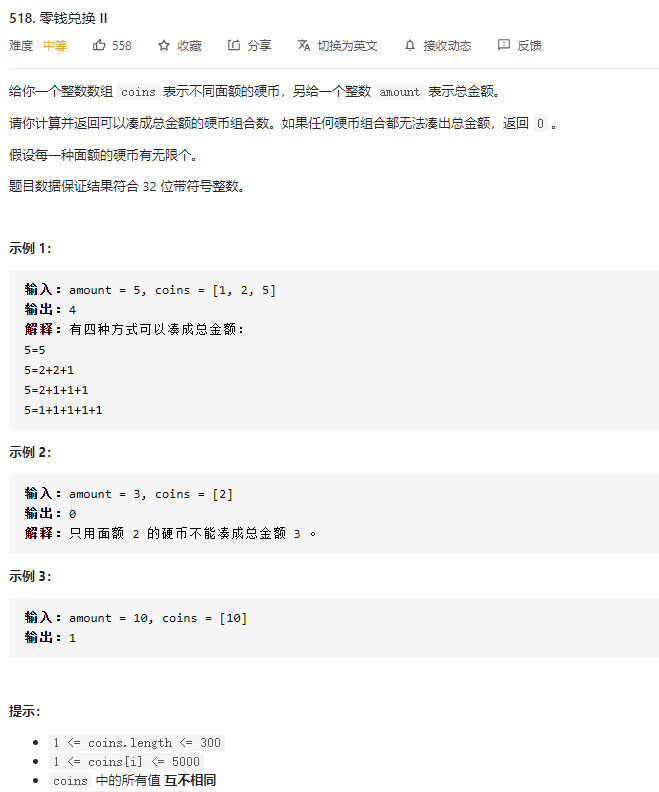 518. 零钱兑换 II
难度 中等 558 收藏 分享 切换为英文 接收动态 反馈
给你一个整数数组 coins 表示不同面额的硬币，另给一个整数 amount 表示总金额。
请你计算并返回可以凑成总金额的硬币组合数。如果任何硬币组合都无法凑出总金额，返回 0 。
假设每一种面额的硬币有无限个。
题目数据保证结果符合 32 位带符号整数。
示例 1：
输入：amount = 5, coins = [1, 2, 5]
输出：4
解释：有四种方式可以凑成总金额：
5=5
5=2+2+1
5=2+1+1+1
5=1+1+1+1+1
示例 2：
输入：amount = 3, coins = [2]
输出：0
解释：只用面额 2 的硬币不能凑成总金额 3 。
示例 3：
输入：amount = 10, coins = [10]
输出：1
提示：
1 <= coins.length <= 300
1 <= coins[i] <= 5000
coins 中的所有值 互不相同